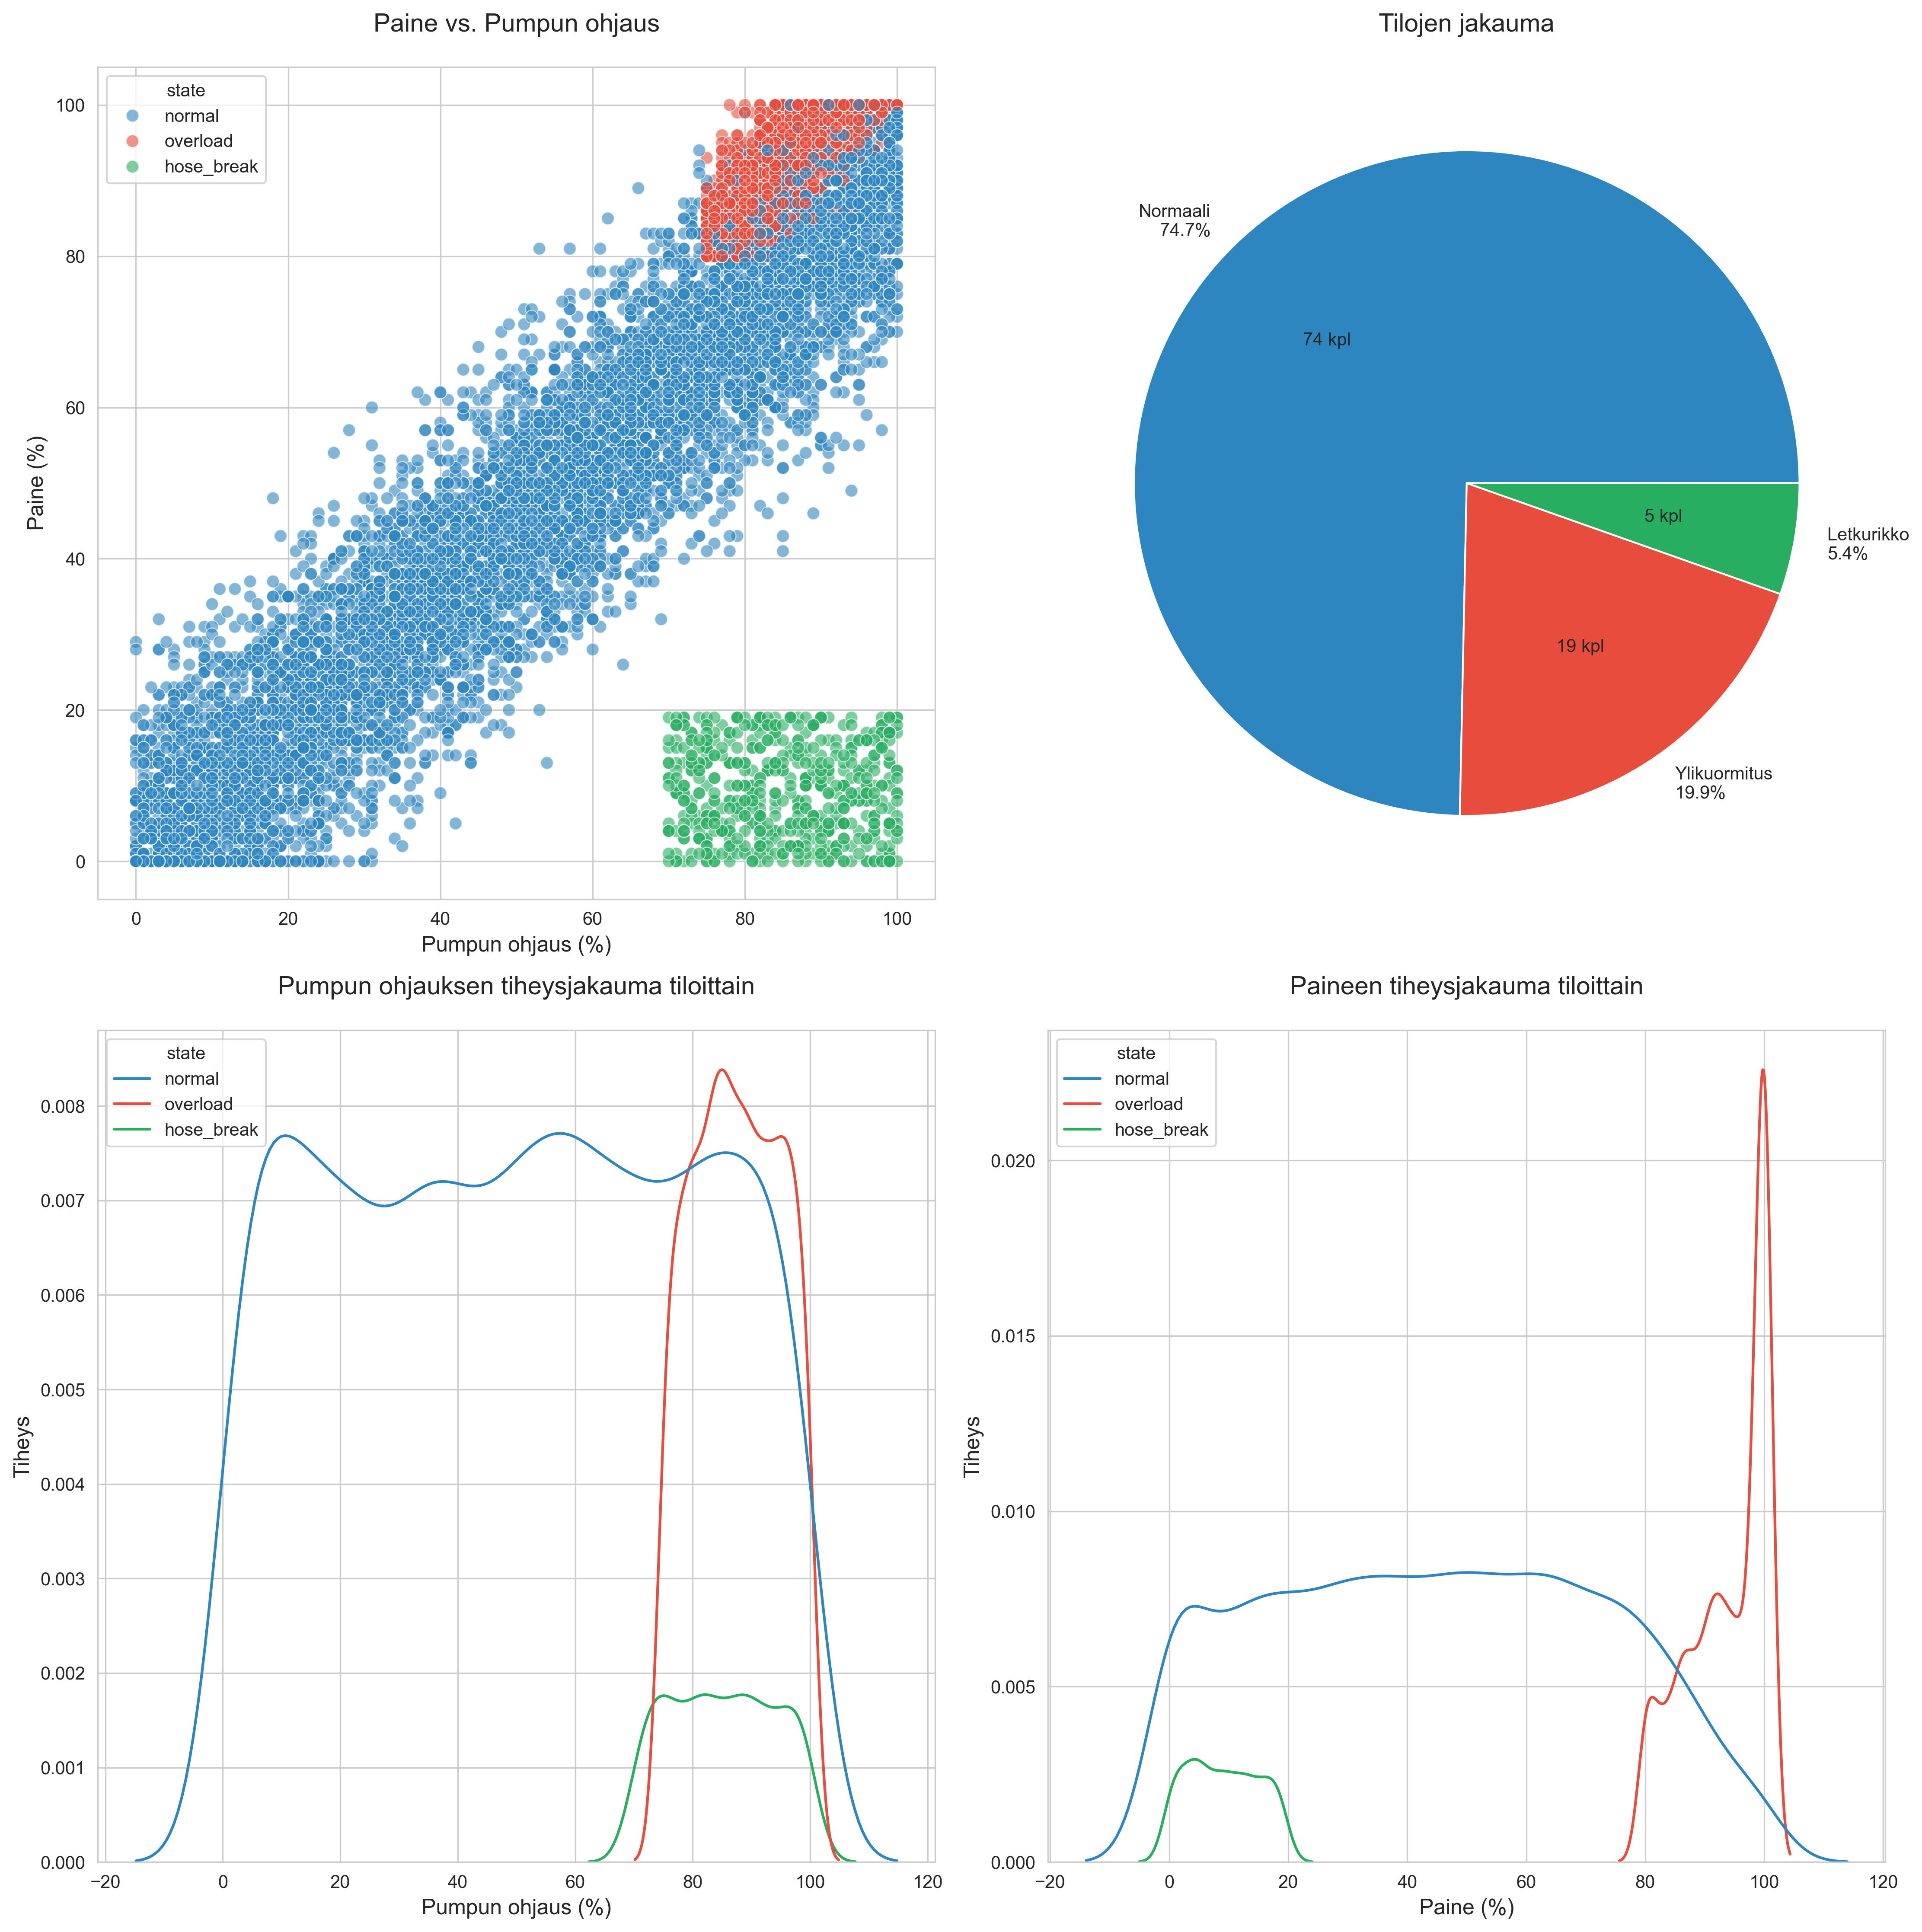 Paine vs. Pumpun ohjaus
state
normal
overload
hose_break
100
80
60
40
20
0
Paine (%)
0
20
40
60
80
100
Pumpun ohjaus (%)
Tilojen jakauma
Normaali
74.7%
74 kpl
5 kpl
Letkurikko
5.4%
19 kpl
Ylikuormitus
19.9%
Pumpun ohjauksen tiheysjakauma tiloittain
state
normal
overload
hose_break
0.008
0.007
0.006
0.005
0.004
0.003
0.002
0.001
0.000
Tiheys
−20
0
20
40
60
80
100
120
Pumpun ohjaus (%)
Paineen tiheysjakauma tiloittain
state
normal
overload
hose_break
0.020
0.015
0.010
0.005
0.000
Tiheys
−20
0
20
40
60
80
100
120
Paine (%)